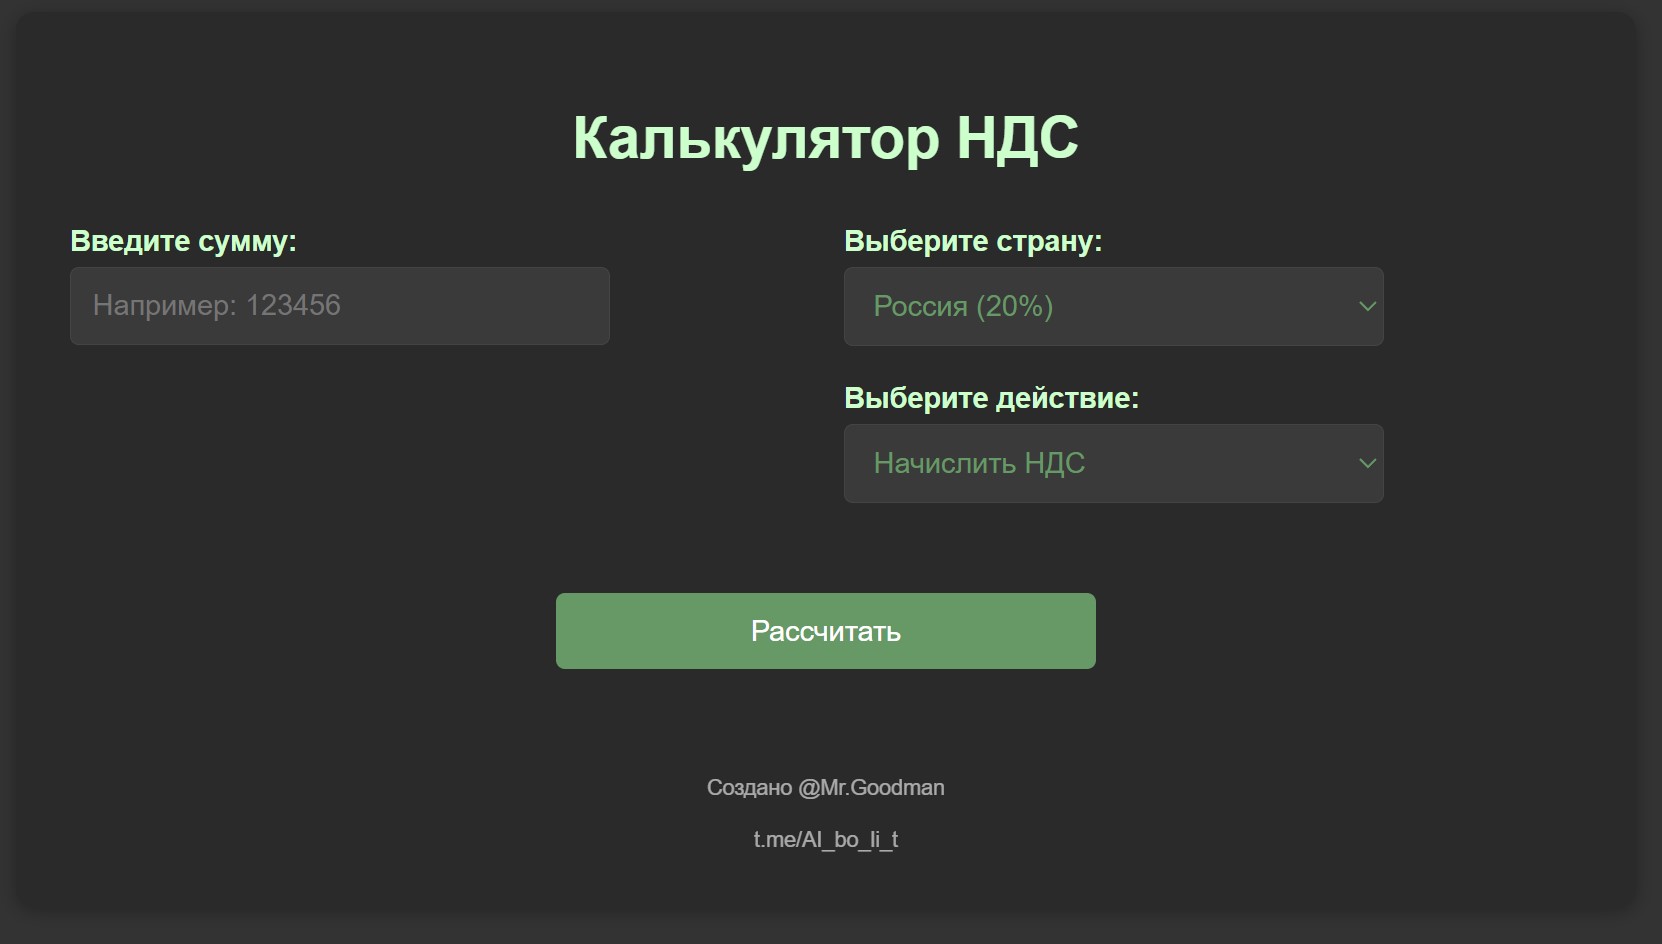 Калькулятор НДС
Введите сумму:
Например: 123456
Выберите страну:
Россия (20%)
Выберите действие:
Начислить НДС
Рассчитать
Создано @Mr.Goodman
t.me/AI_bo_li_t